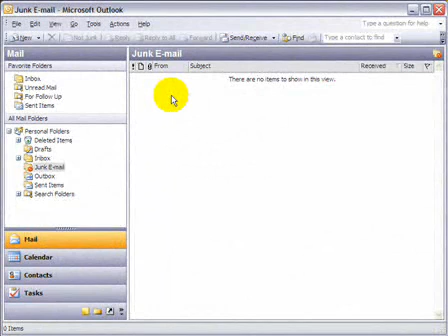 Junk E-mail - Microsoft Outlook
File Edit View Go Tools Actions Help Type a question for help
New Not Junk Reply Reply to All Forward Send/Receive Find Type a contact to find
Mail
Favorite Folders
Inbox
Unread Mail
For Follow Up
Sent Items
All Mail Folders
Personal Folders
Deleted Items
Drafts
Inbox
Junk E-mail
Outbox
Sent Items
Search Folders
Mail
Calendar
Contacts
Tasks
Junk E-mail
From Subject Received Size
There are no items to show in this view.
0 Items